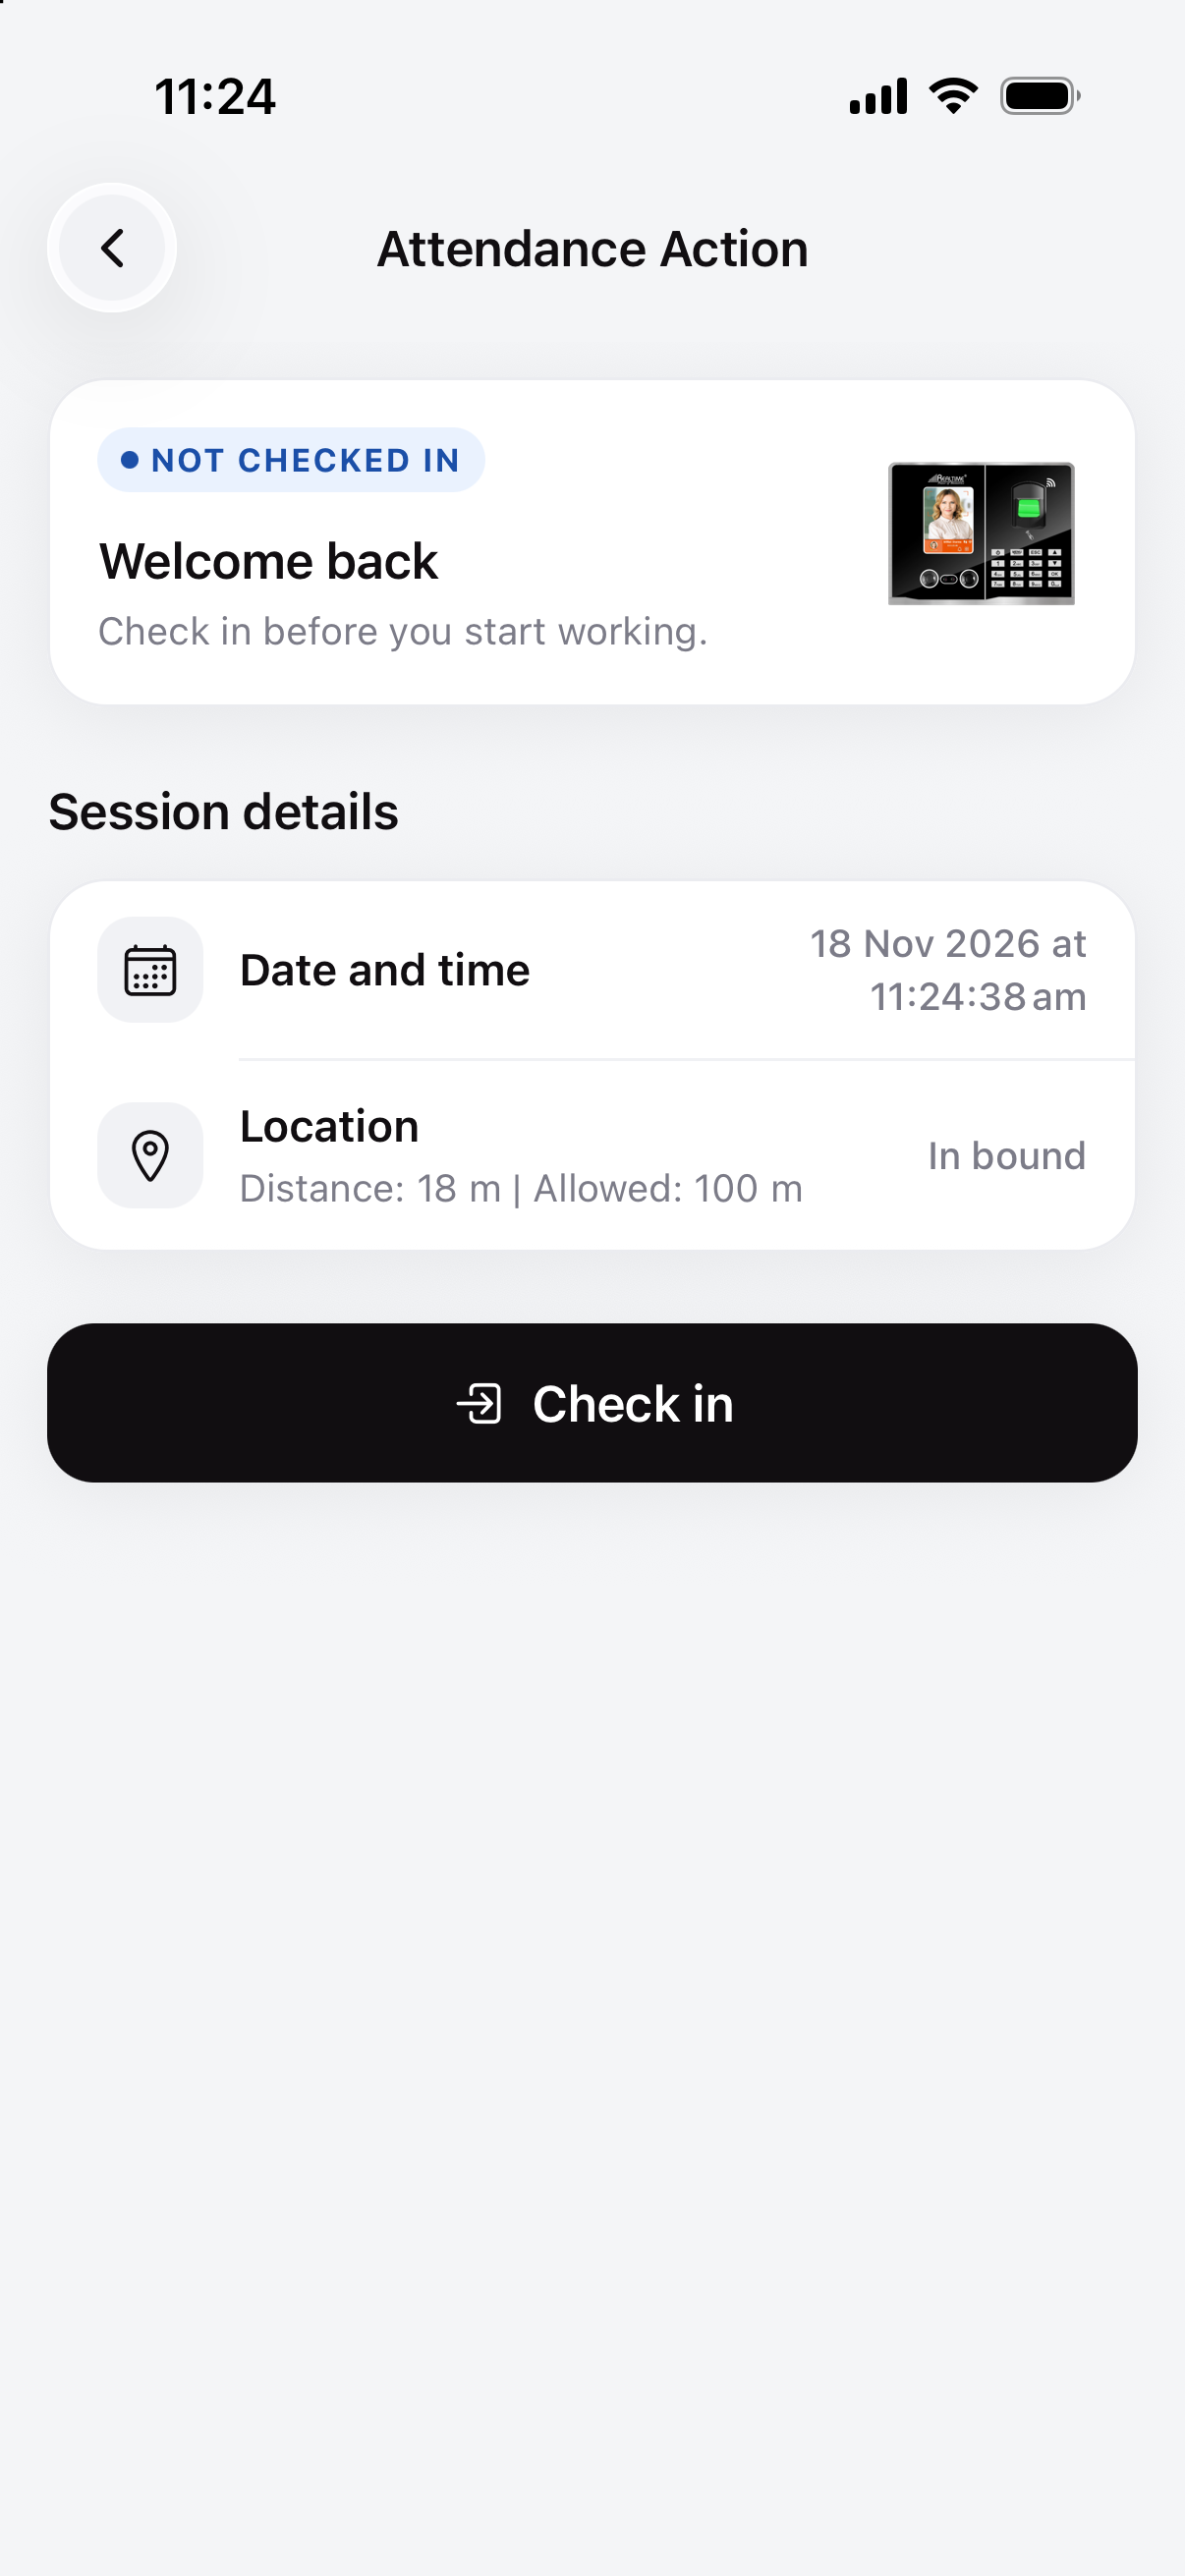 11:24
Attendance Action
NOT CHECKED IN
Welcome back
Check in before you start working.
Session details
Date and time
18 Nov 2026 at
11:24:38 am
Location
Distance: 18 m | Allowed: 100 m
In bound
Check in